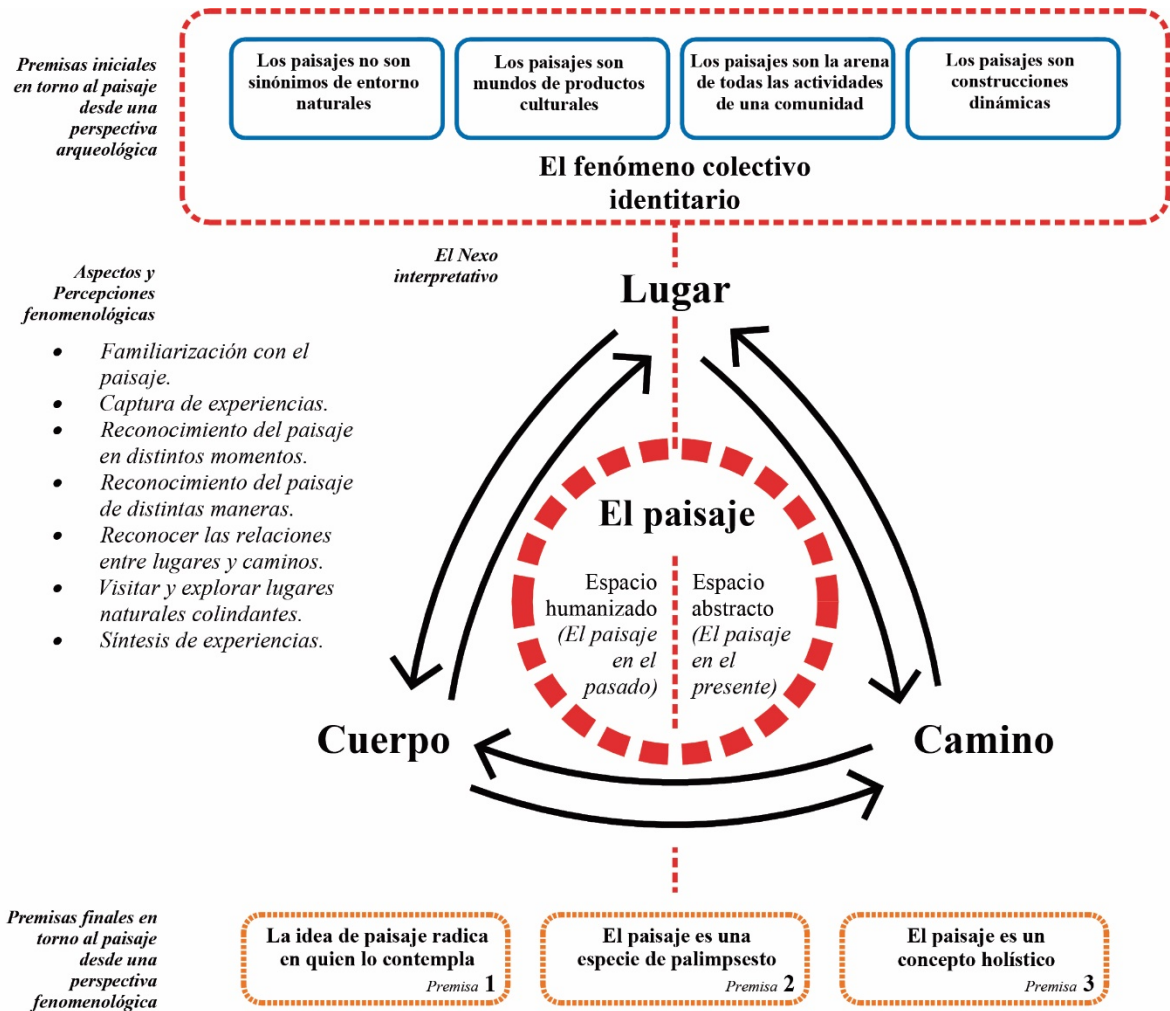 Premisas iniciales
en torno al paisaje
desde una
perspectiva
arqueológica
Los paisajes no son
sinónimos de entorno
naturales
Los paisajes son
mundos de productos
culturales
Los paisajes son la arena
de todas las actividades
de una comunidad
Los paisajes son
construcciones
dinámicas
El fenómeno colectivo
identitario
El Nexo
interpretativo
Aspectos y
Percepciones
fenomenológicas
• Familiarización con el
paisaje.
• Captura de experiencias.
• Reconocimiento del paisaje
en distintos momentos.
• Reconocimiento del paisaje
de distintas maneras.
• Reconocer las relaciones
entre lugares y caminos.
• Visitar y explorar lugares
naturales colindantes.
• Síntesis de experiencias.
Lugar
El paisaje
Espacio
humanizado
(El paisaje
en el
pasado)
Espacio
abstracto
(El paisaje
en el
presente)
Cuerpo
Camino
Premisas finales en
torno al paisaje
desde una
perspectiva
fenomenológica
La idea de paisaje radica
en quien lo contempla
Premisa 1
El paisaje es una
especie de palimpsesto
Premisa 2
El paisaje es un
concepto holístico
Premisa 3